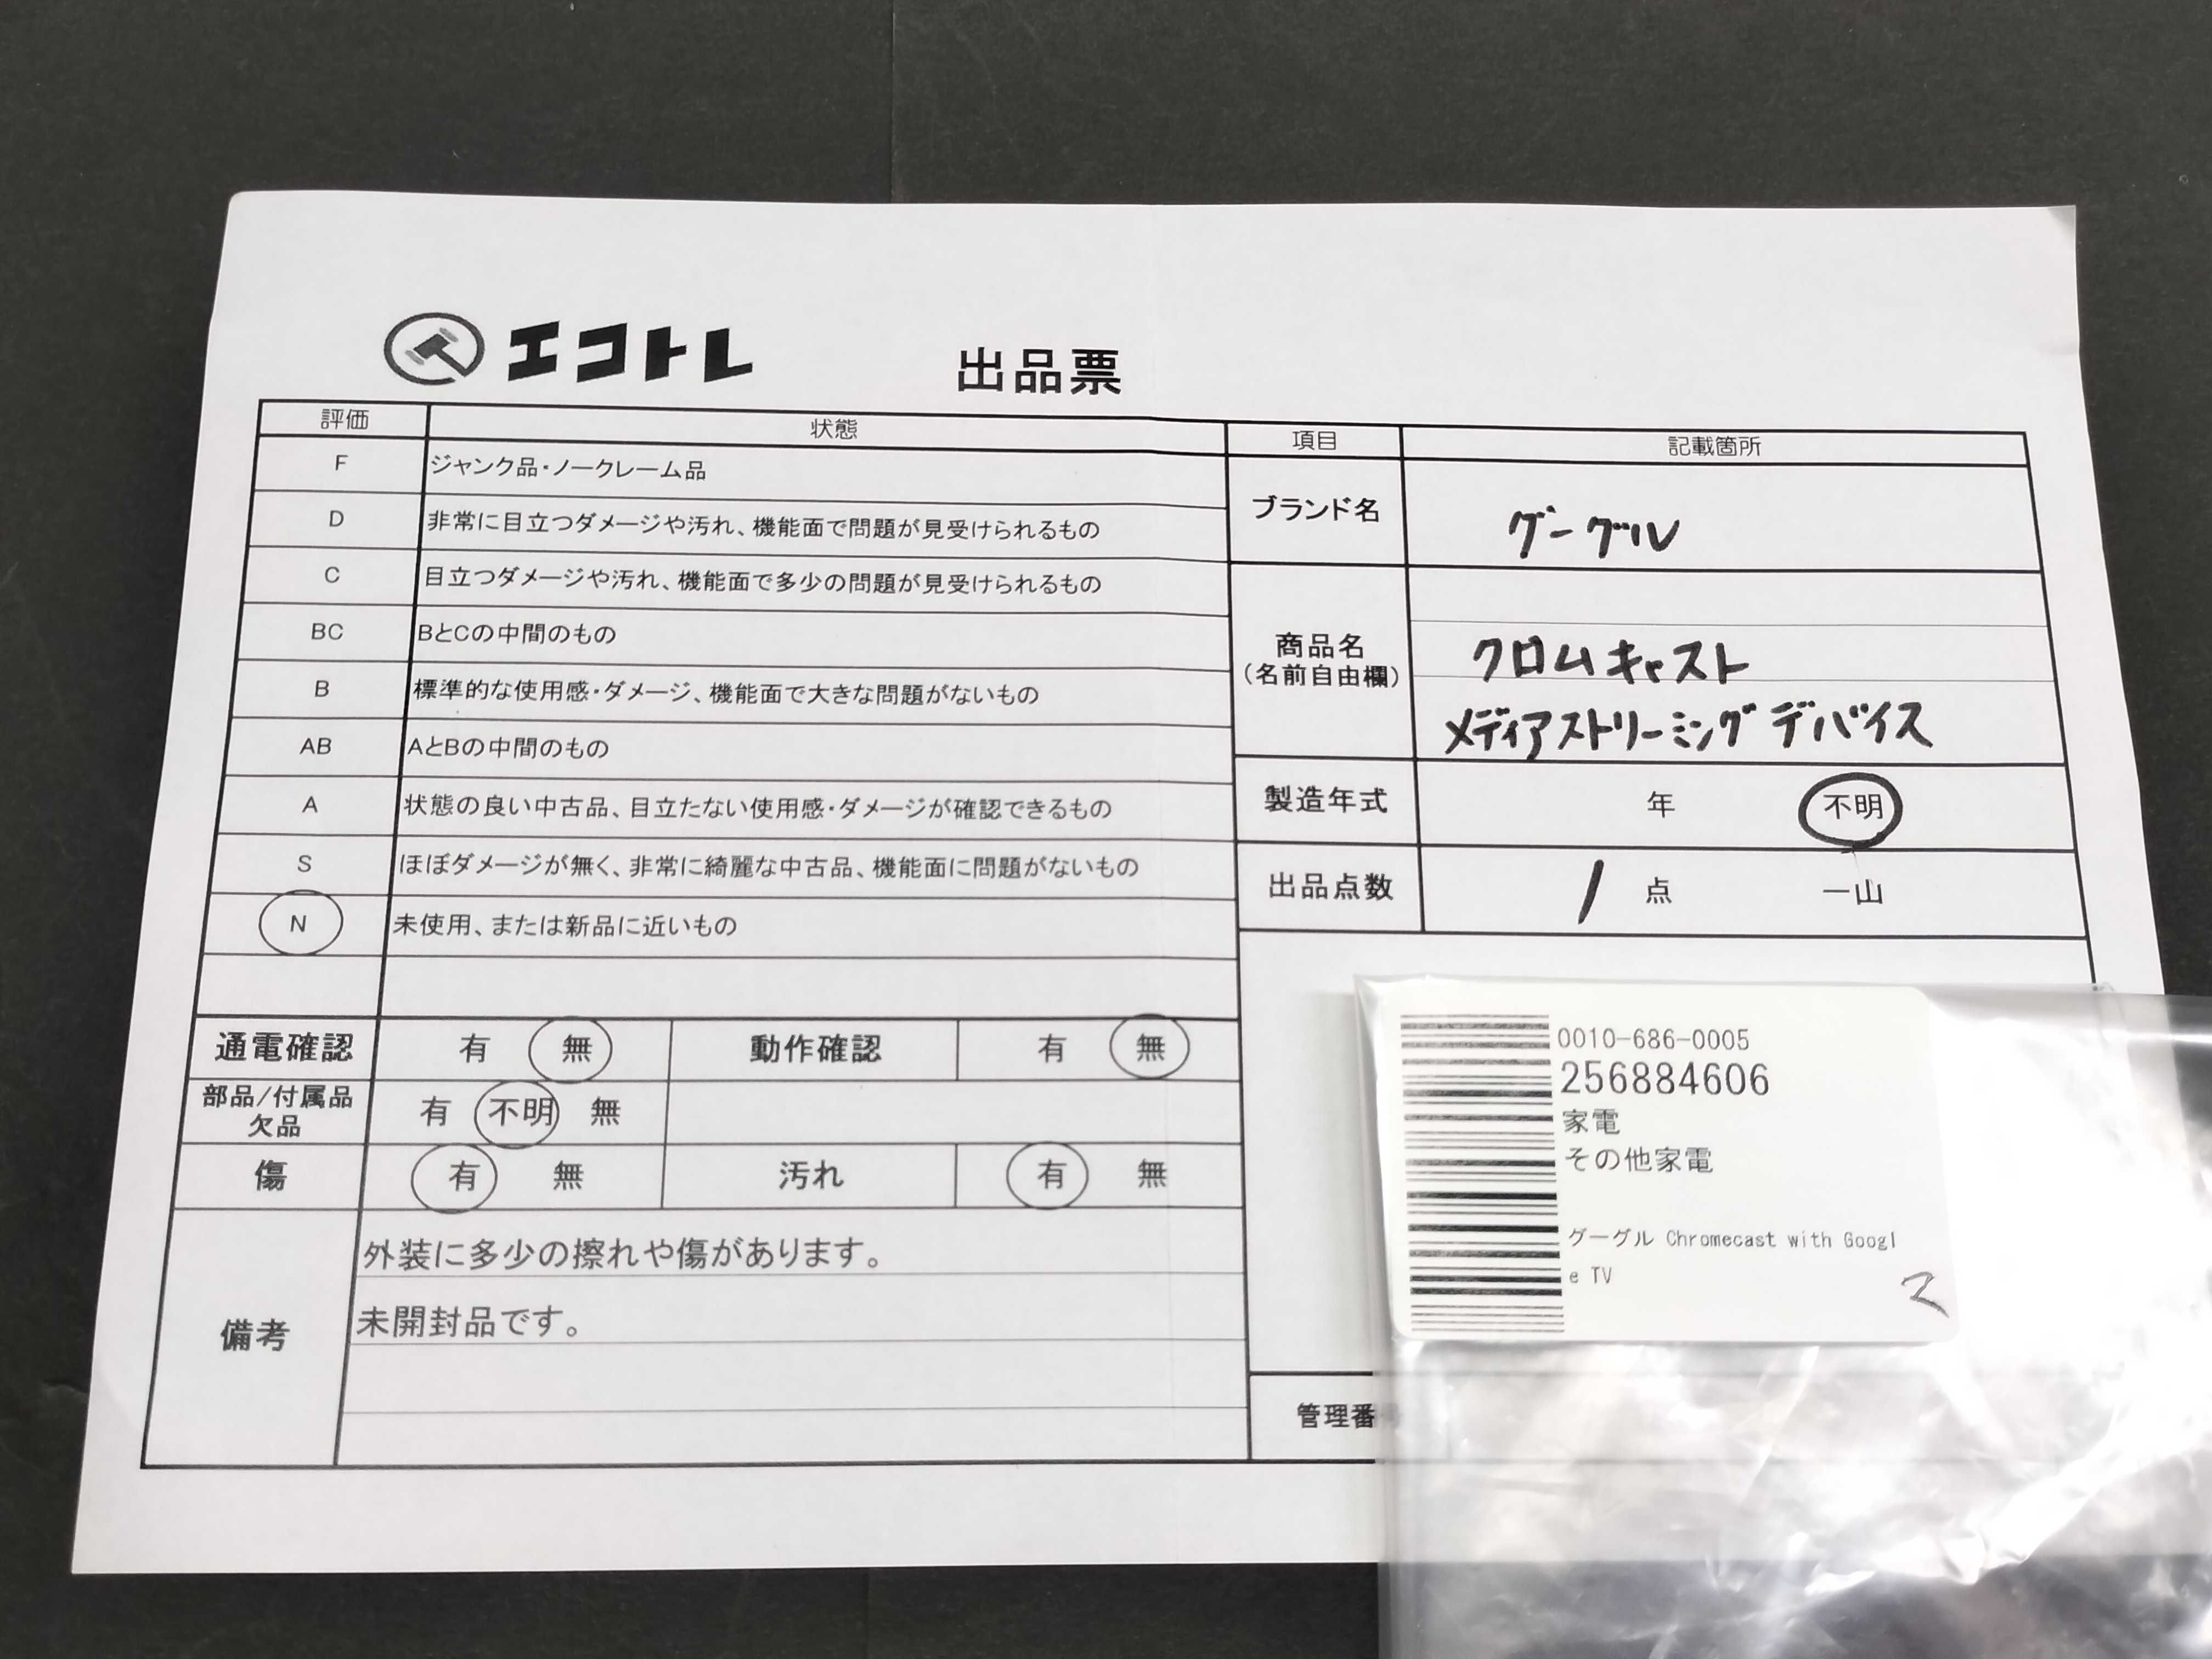 エコトレ
出品票
評価 状態
F ジャンク品・ノークレーム品
D 非常に目立つダメージや汚れ、機能面で問題が見受けられるもの
C 目立つダメージや汚れ、機能面で多少の問題が見受けられるもの
BC BとCの中間のもの
B 標準的な使用感・ダメージ、機能面で大きな問題がないもの
AB AとBの中間のもの
A 状態の良い中古品、目立たない使用感・ダメージが確認できるもの
S ほぼダメージが無く、非常に綺麗な中古品、機能面に問題がないもの
N 未使用、または新品に近いもの
通電確認 有 無 動作確認 有 無
部品/付属品
欠品
有 不明 無
傷 有 無 汚れ 有 無
備考
外装に多少の擦れや傷があります。
未開封品です。
項目 記載箇所
ブランド名 グーグル
商品名
(名前自由欄)
クロムキャスト
メディアストリーミングデバイス
製造年式 年 不明
出品点数 1 点 一山
管理番
0010-686-0005
256884606
家電
その他家電
グーグル Chromecast with Googl
e TV